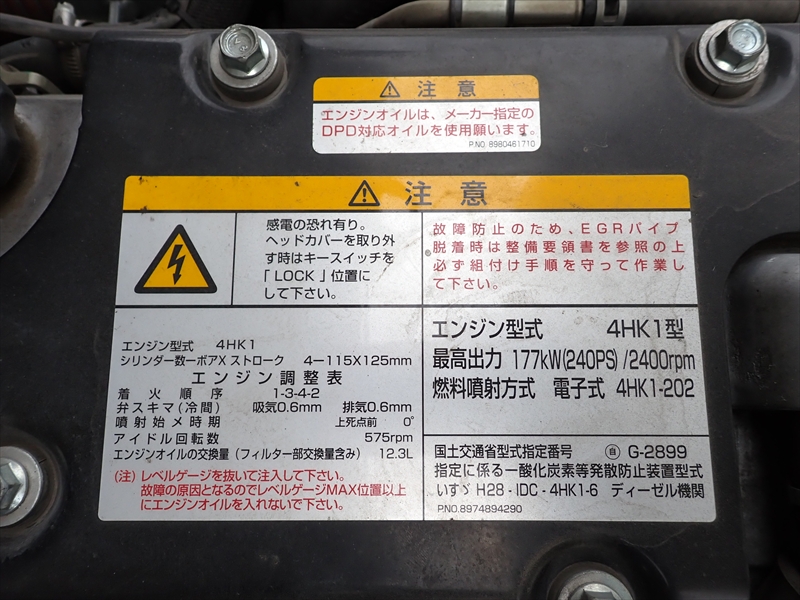 注意
エンジンオイルは、メーカー指定の
DPD対応オイルを使用願います。
P.NO. 8980461710
注意
感電の恐れ有り。
ヘッドカバーを取り外
す時はキースイッチを
「LOCK」位置に
して下さい。
故障防止のため、EGRパイプ
脱着時は整備要領書を参照の上
必ず組付け手順を守って作業し
て下さい。
エンジン型式 4HK1
シリンダー数ーボアX ストローク 4-115X125mm
エンジン調整表
着火順序 1-3-4-2
弁スキマ(冷間) 吸気0.6mm 排気0.6mm
噴射始メ時期 上死点前 0°
アイドル回転数 575rpm
エンジンオイルの交換量(フィルター部交換量含み) 12.3L
(注)レベルゲージを抜いて注入して下さい。
故障の原因となるのでレベルゲージMAX位置以上
にエンジンオイルを入れないで下さい。
エンジン型式 4HK1型
最高出力 177kW(240PS)/2400rpm
燃料噴射方式 電子式 4HK1-202
国土交通省型式指定番号 自 G-2899
指定に係る一酸化炭素等発散防止装置型式
いすゞ H28-IDC-4HK1-6 ディーゼル機関
P.NO.8974894290